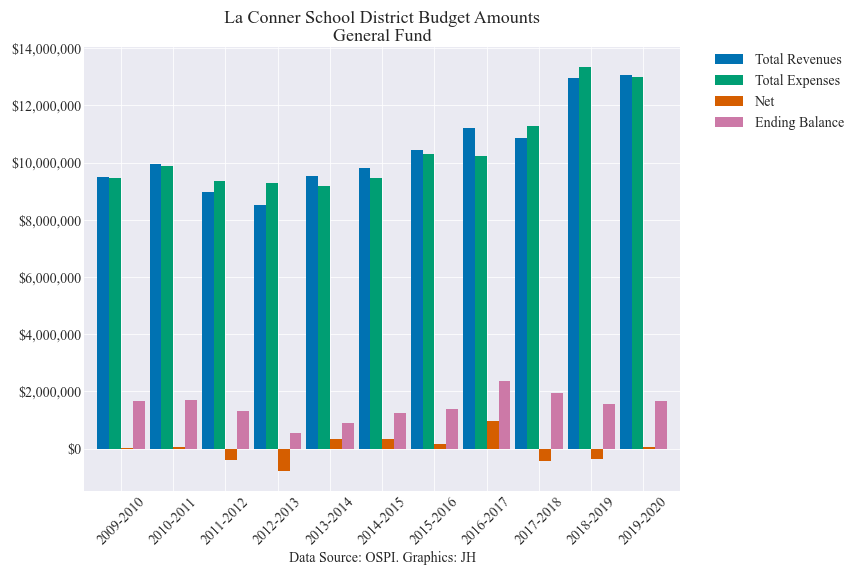 La Conner School District Budget Amounts
General Fund
$14,000,000
$12,000,000
$10,000,000
$8,000,000
$6,000,000
$4,000,000
$2,000,000
$0
2009-2010
2010-2011
2011-2012
2012-2013
2013-2014
2014-2015
2015-2016
2016-2017
2017-2018
2018-2019
2019-2020
Data Source: OSPI. Graphics: JH
Total Revenues
Total Expenses
Net
Ending Balance